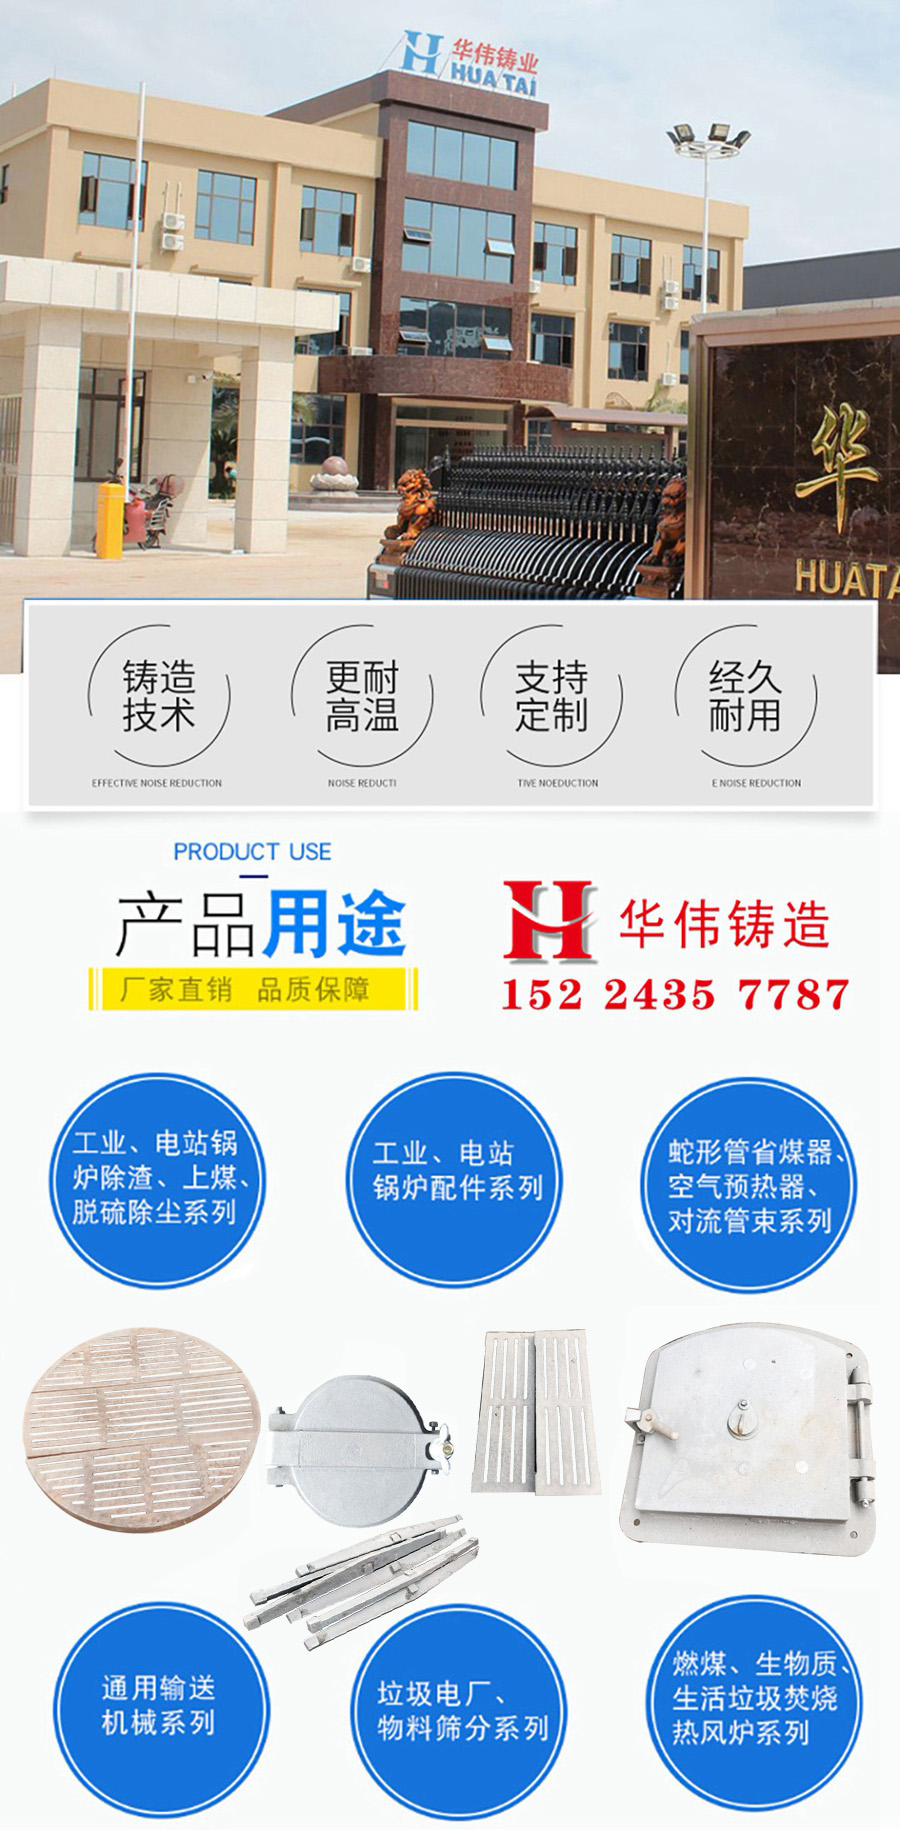 华伟铸业
HUA TAI
华
HUATA
铸造
技术
更耐
高温
支持
定制
经久
耐用
EFFECTIVE NOISE REDUCTION
NOISE REDUCTI
TIVE NOEDUCTION
E NOISE REDUCTION
PRODUCT USE
产品用途
厂家直销 品质保障
华伟铸造
152 2435 7787
工业、电站锅
炉除渣、上煤、
脱硫除尘系列
工业、电站
锅炉配件系列
蛇形管省煤器、
空气预热器、
对流管束系列
通用输送
机械系列
垃圾电厂、
物料筛分系列
燃煤、生物质、
生活垃圾焚烧
热风炉系列